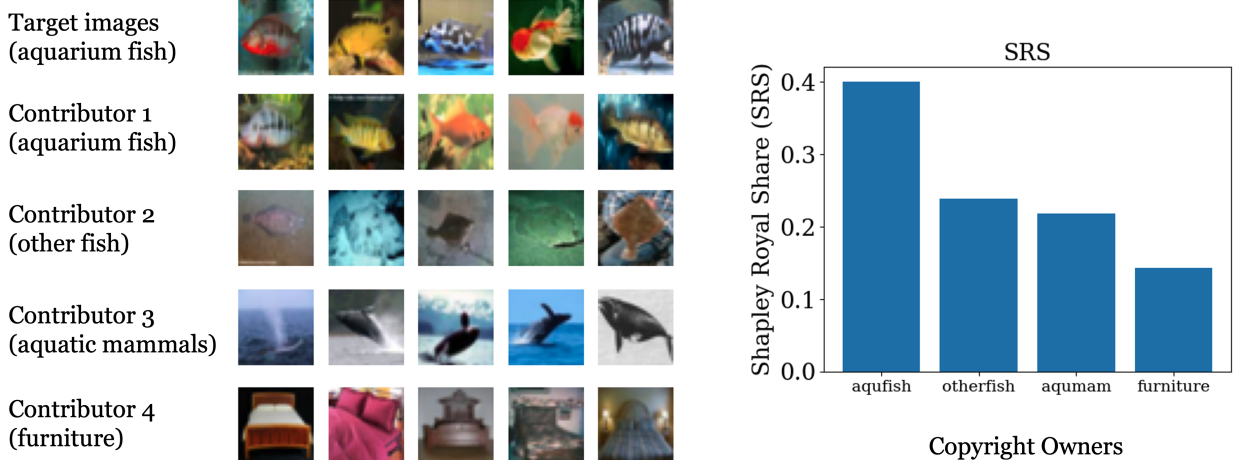 Target images
(aquarium fish)
Contributor 1
(aquarium fish)
Contributor 2
(other fish)
Contributor 3
(aquatic mammals)
Contributor 4
(furniture)
SRS
Shapley Royal Share (SRS)
0.4
0.3
0.2
0.1
0.0
aqufish otherfish aqumam furniture
Copyright Owners